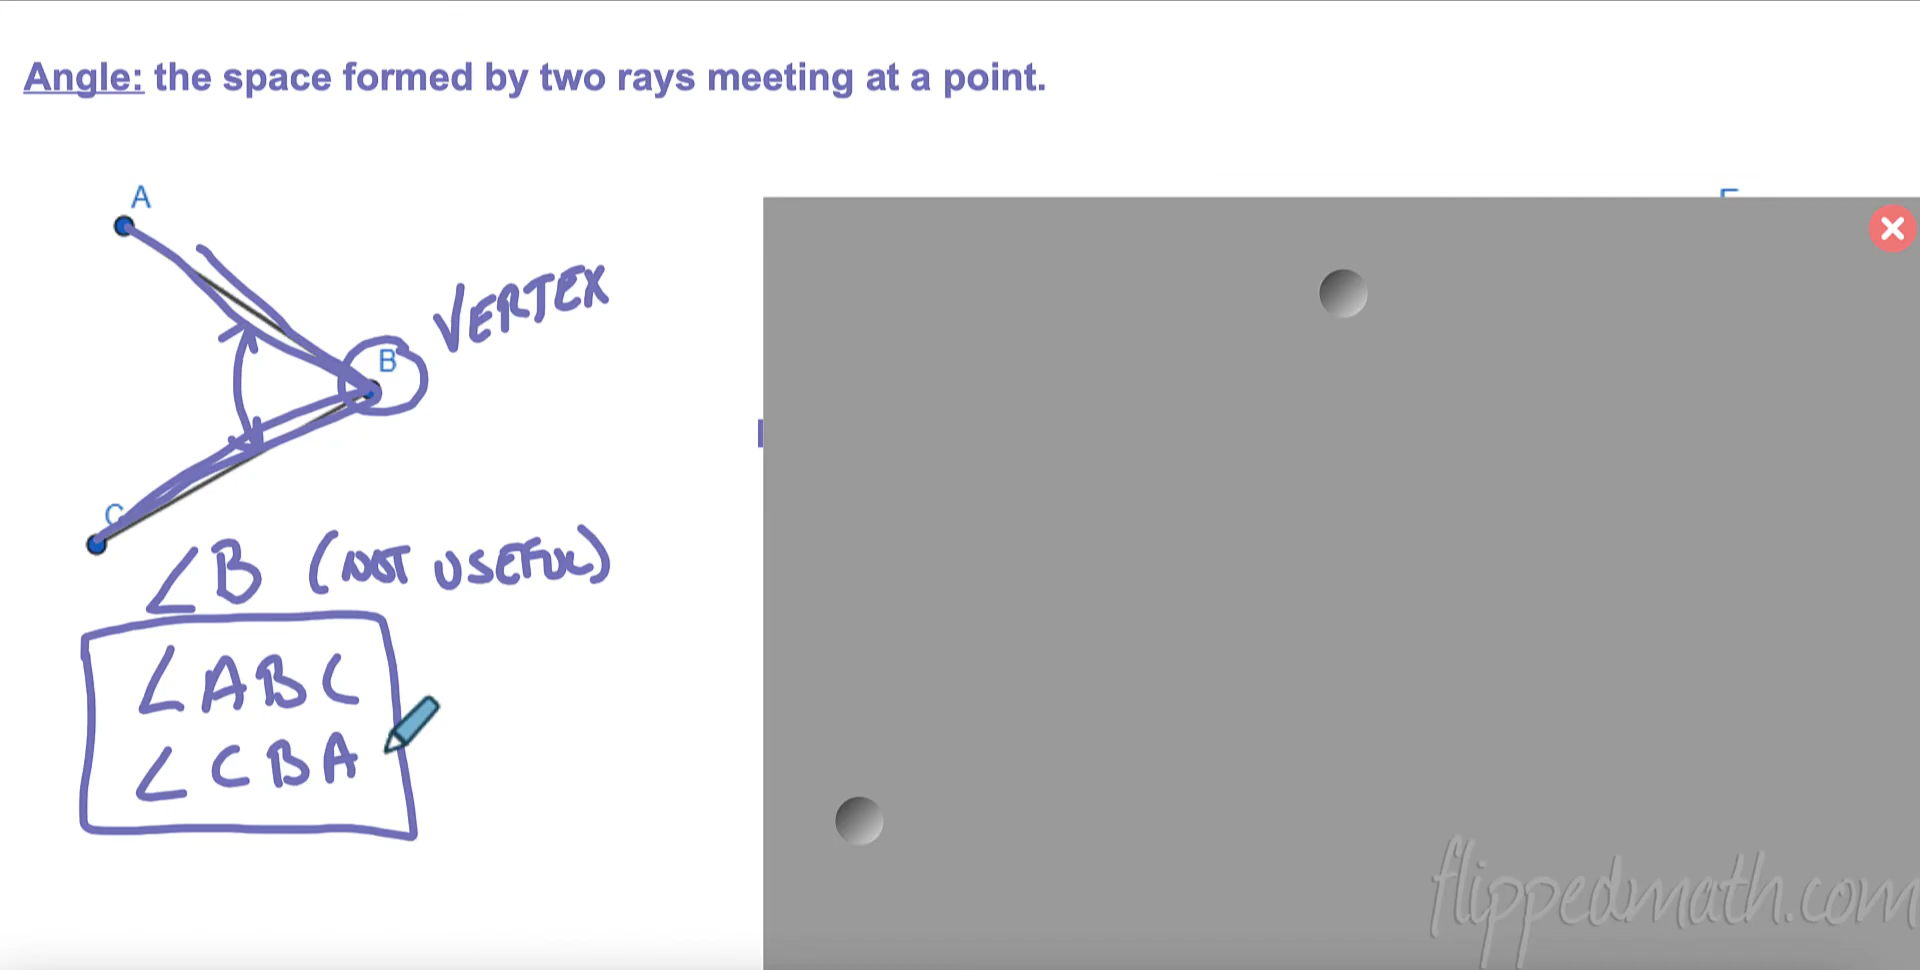 Angle: the space formed by two rays meeting at a point.
A
VERTEX
B
C
∠B (NOT USEFUL)
∠ABC
∠CBA
flippedmath.com